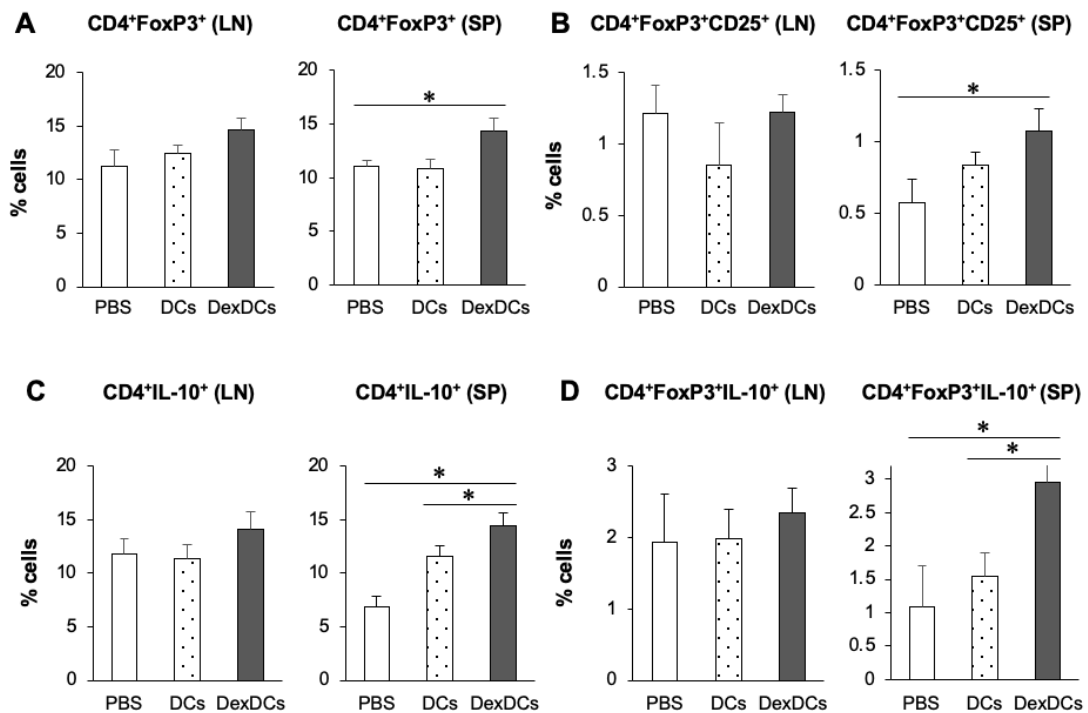 A
CD4⁺FoxP3⁺ (LN)
CD4⁺FoxP3⁺ (SP)
% cells
20
15
10
5
0
PBS DCs DexDCs
*
20
15
10
5
0
PBS DCs DexDCs
B
CD4⁺FoxP3⁺CD25⁺ (LN)
CD4⁺FoxP3⁺CD25⁺ (SP)
% cells
1.5
1
0.5
0
PBS DCs DexDCs
*
1.5
1
0.5
0
PBS DCs DexDCs
C
CD4⁺IL-10⁺ (LN)
CD4⁺IL-10⁺ (SP)
% cells
20
15
10
5
0
PBS DCs DexDCs
*
*
20
15
10
5
0
PBS DCs DexDCs
D
CD4⁺FoxP3⁺IL-10⁺ (LN)
CD4⁺FoxP3⁺IL-10⁺ (SP)
% cells
3
2
1
0
PBS DCs DexDCs
*
*
3
2.5
2
1.5
1
0.5
0
PBS DCs DexDCs